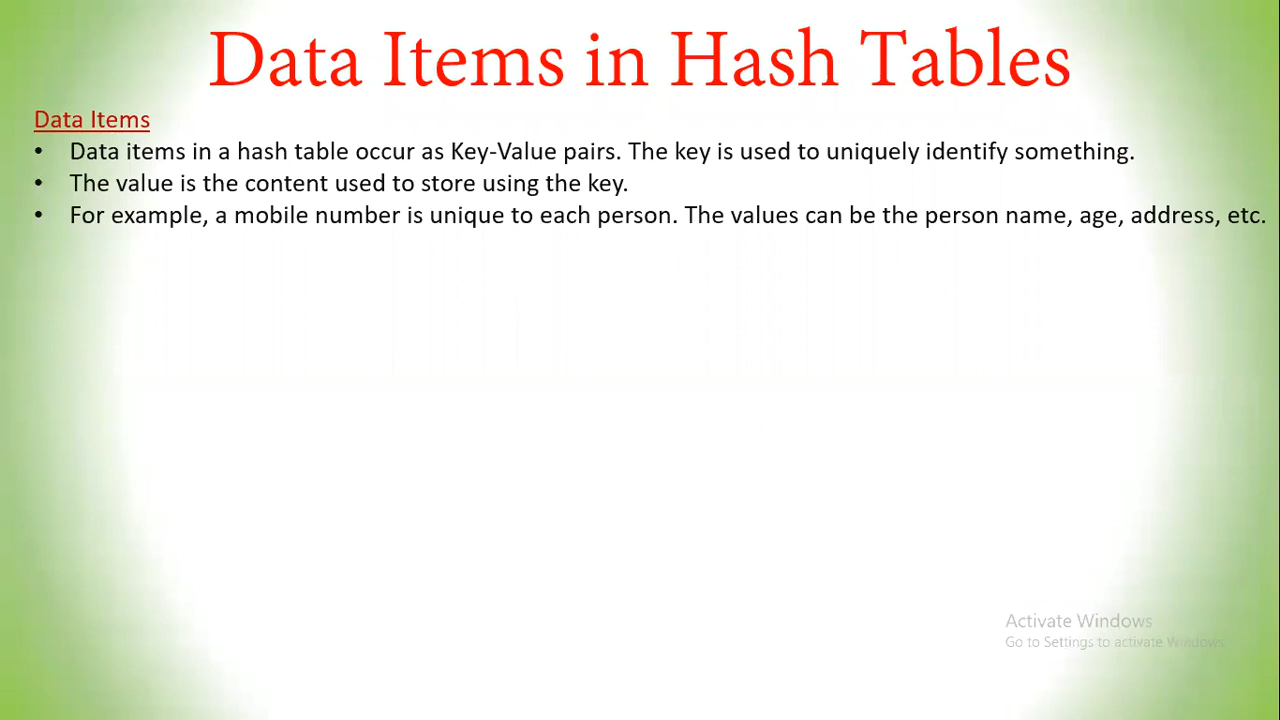 Data Items in Hash Tables
Data Items
• Data items in a hash table occur as Key-Value pairs. The key is used to uniquely identify something.
• The value is the content used to store using the key.
• For example, a mobile number is unique to each person. The values can be the person name, age, address, etc.
Activate Windows
Go to Settings to activate Windows.